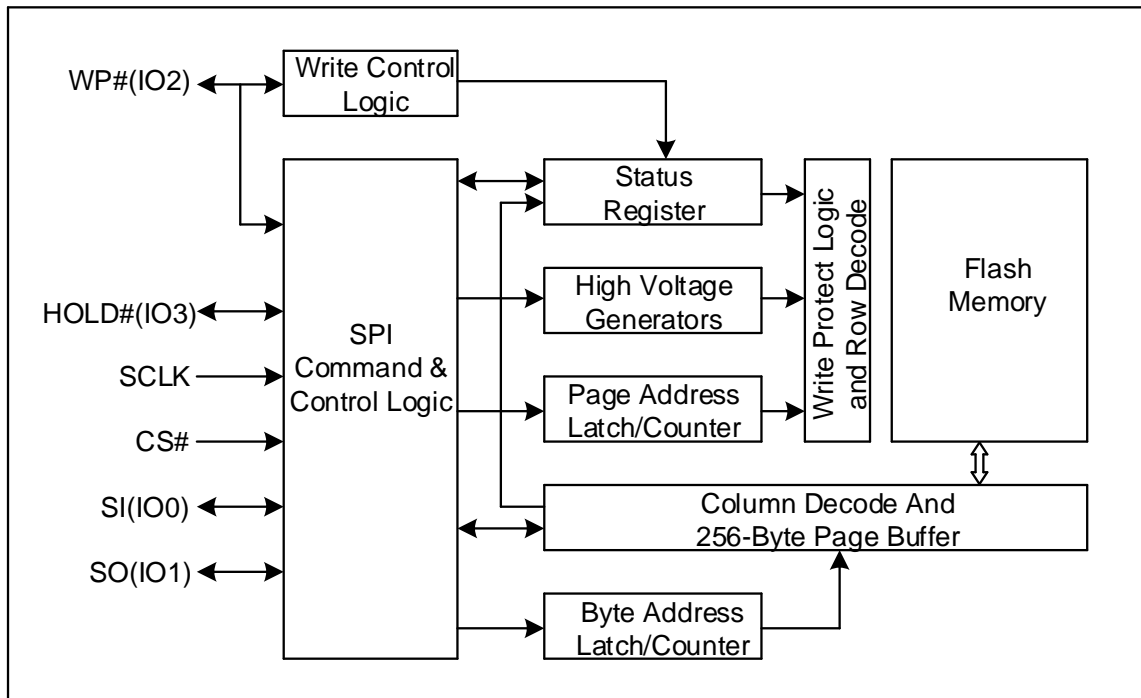 WP#(IO2)
Write Control
Logic
HOLD#(IO3)
SCLK
CS#
SI(IO0)
SO(IO1)
SPI
Command &
Control Logic
Status
Register
High Voltage
Generators
Page Address
Latch/Counter
Write Protect Logic
and Row Decode
Flash
Memory
Column Decode And
256-Byte Page Buffer
Byte Address
Latch/Counter